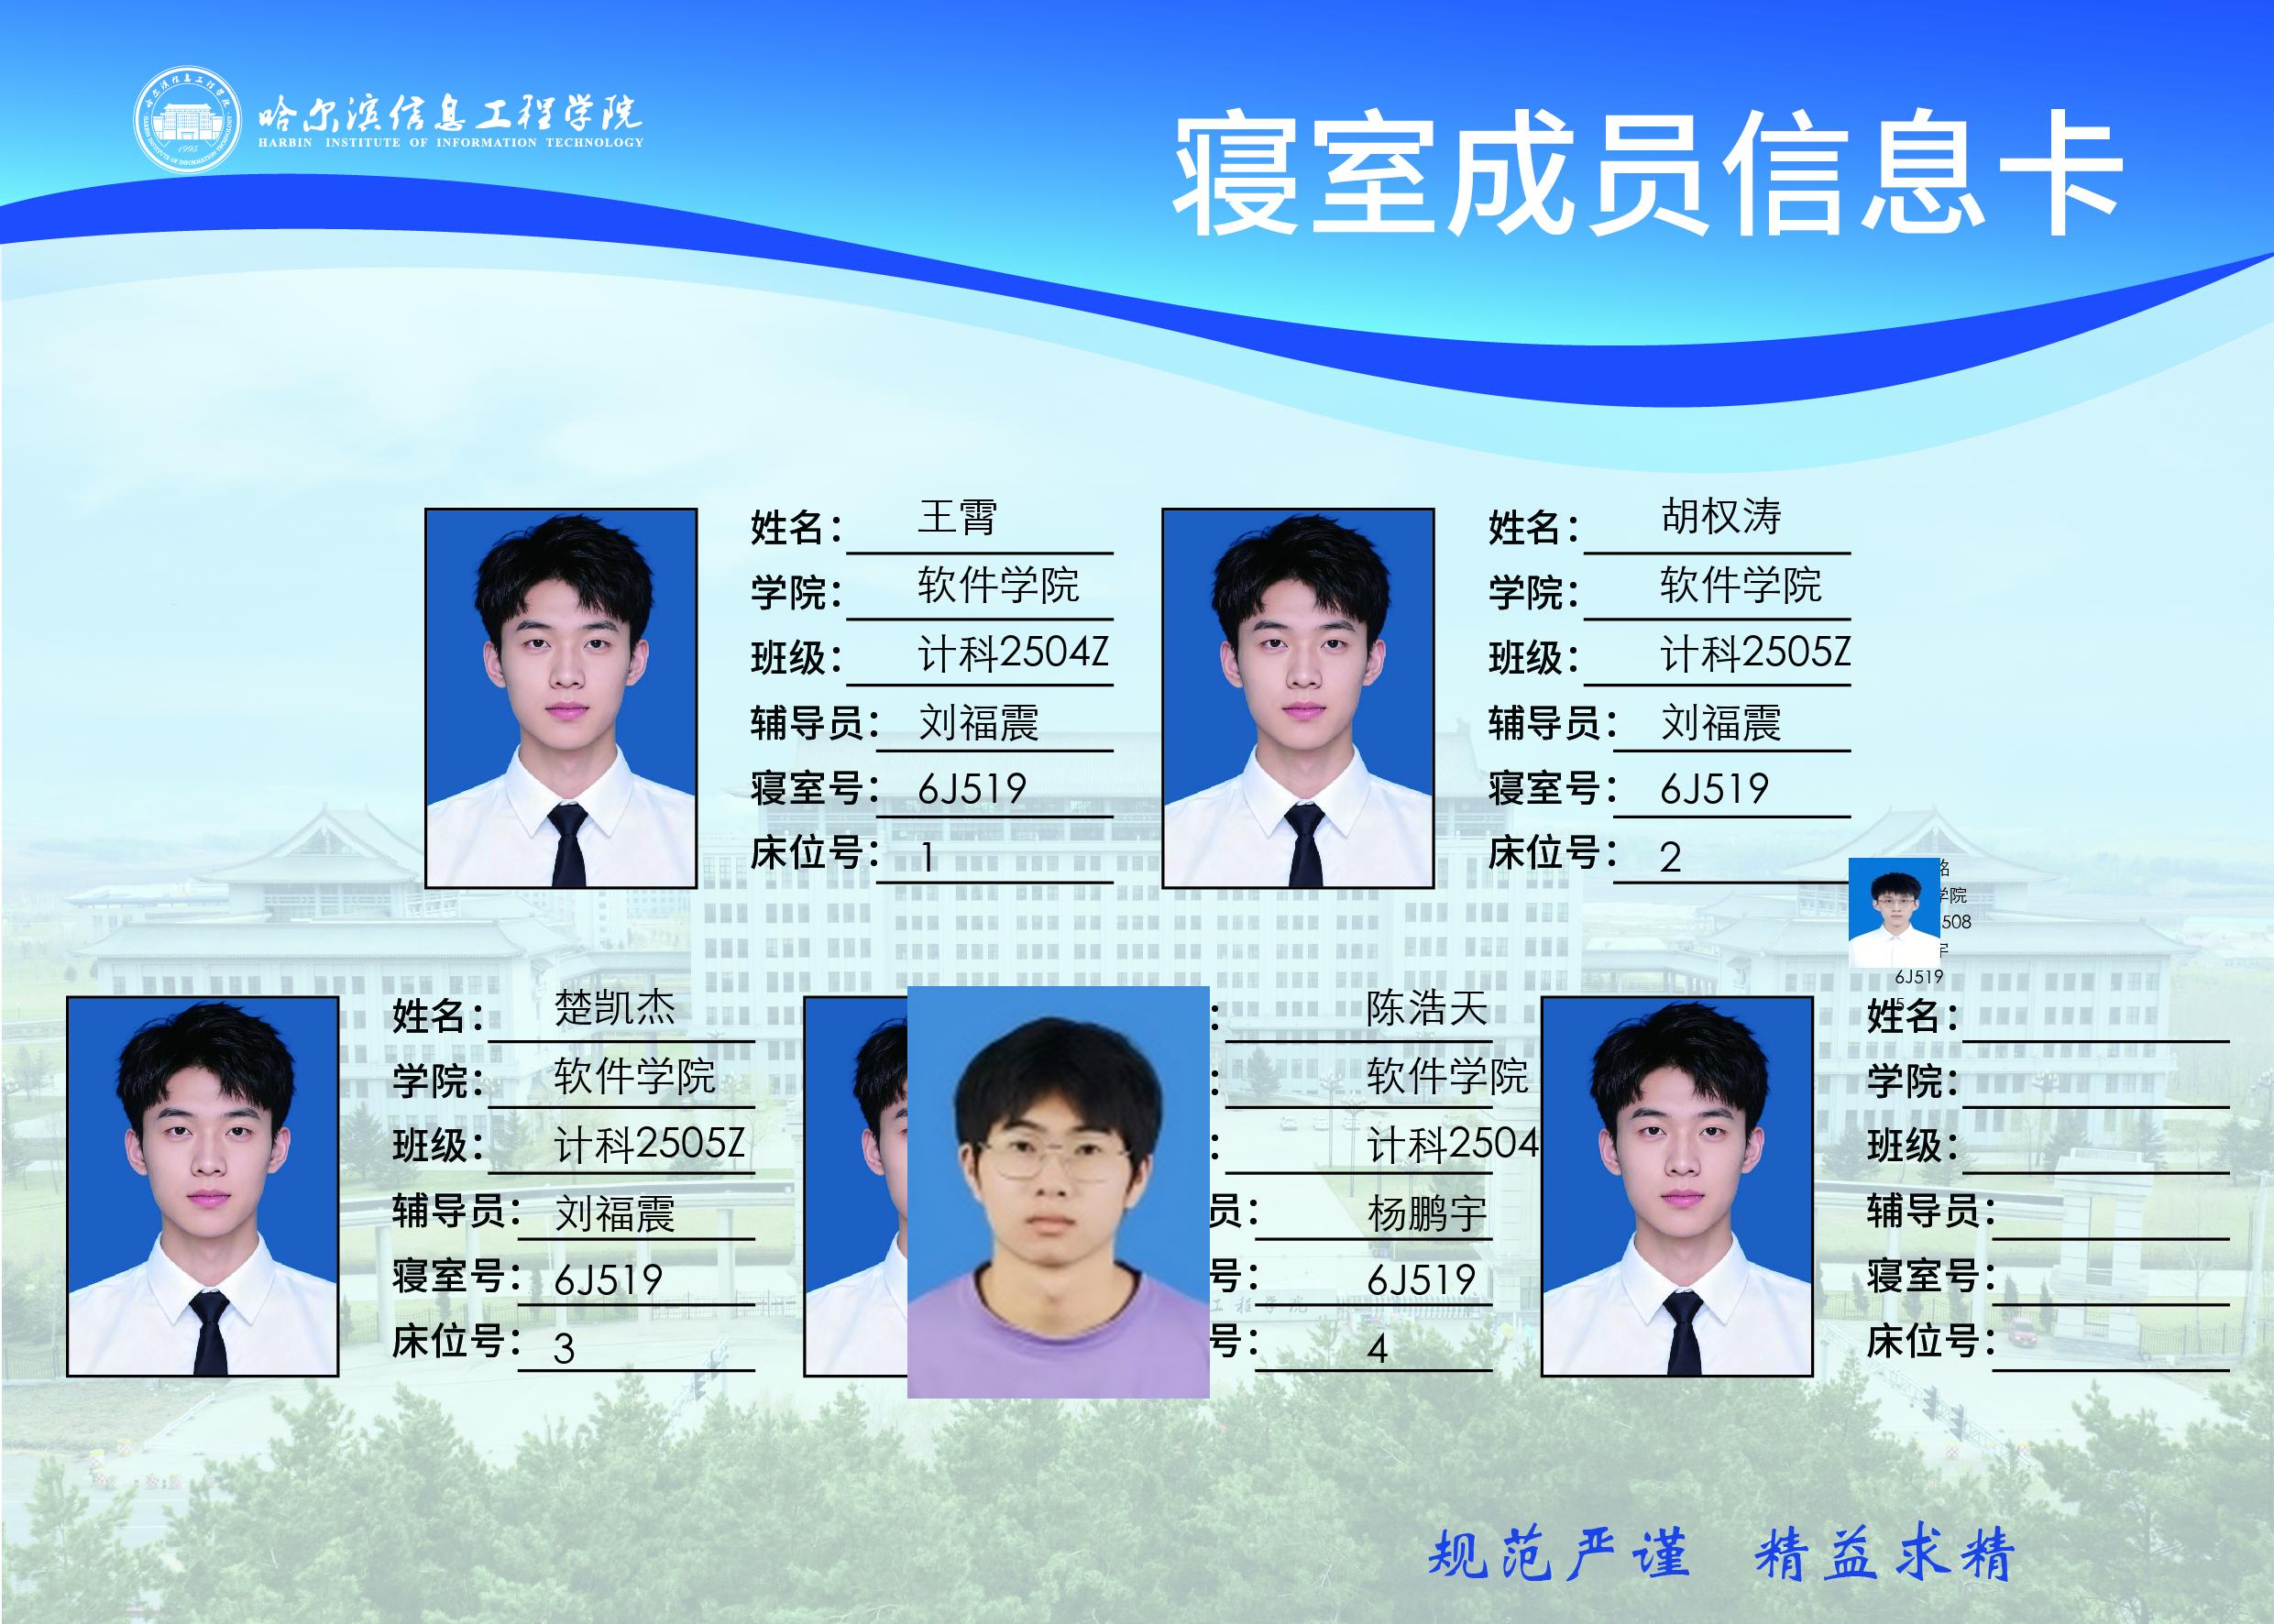 哈尔滨信息工程学院
HARBIN INSTITUTE OF INFORMATION TECHNOLOGY
1995
寝室成员信息卡
姓名: 王霄
学院: 软件学院
班级: 计科2504Z
辅导员: 刘福震
寝室号: 6J519
床位号: 1
姓名: 胡权涛
学院: 软件学院
班级: 计科2505Z
辅导员: 刘福震
寝室号: 6J519
床位号: 2
学院
508
6J519
5
姓名: 楚凯杰
学院: 软件学院
班级: 计科2505Z
辅导员: 刘福震
寝室号: 6J519
床位号: 3
: 陈浩天
: 软件学院
: 计科2504
员: 杨鹏宇
号: 6J519
号: 4
姓名:
学院:
班级:
辅导员:
寝室号:
床位号:
规范严谨 精益求精